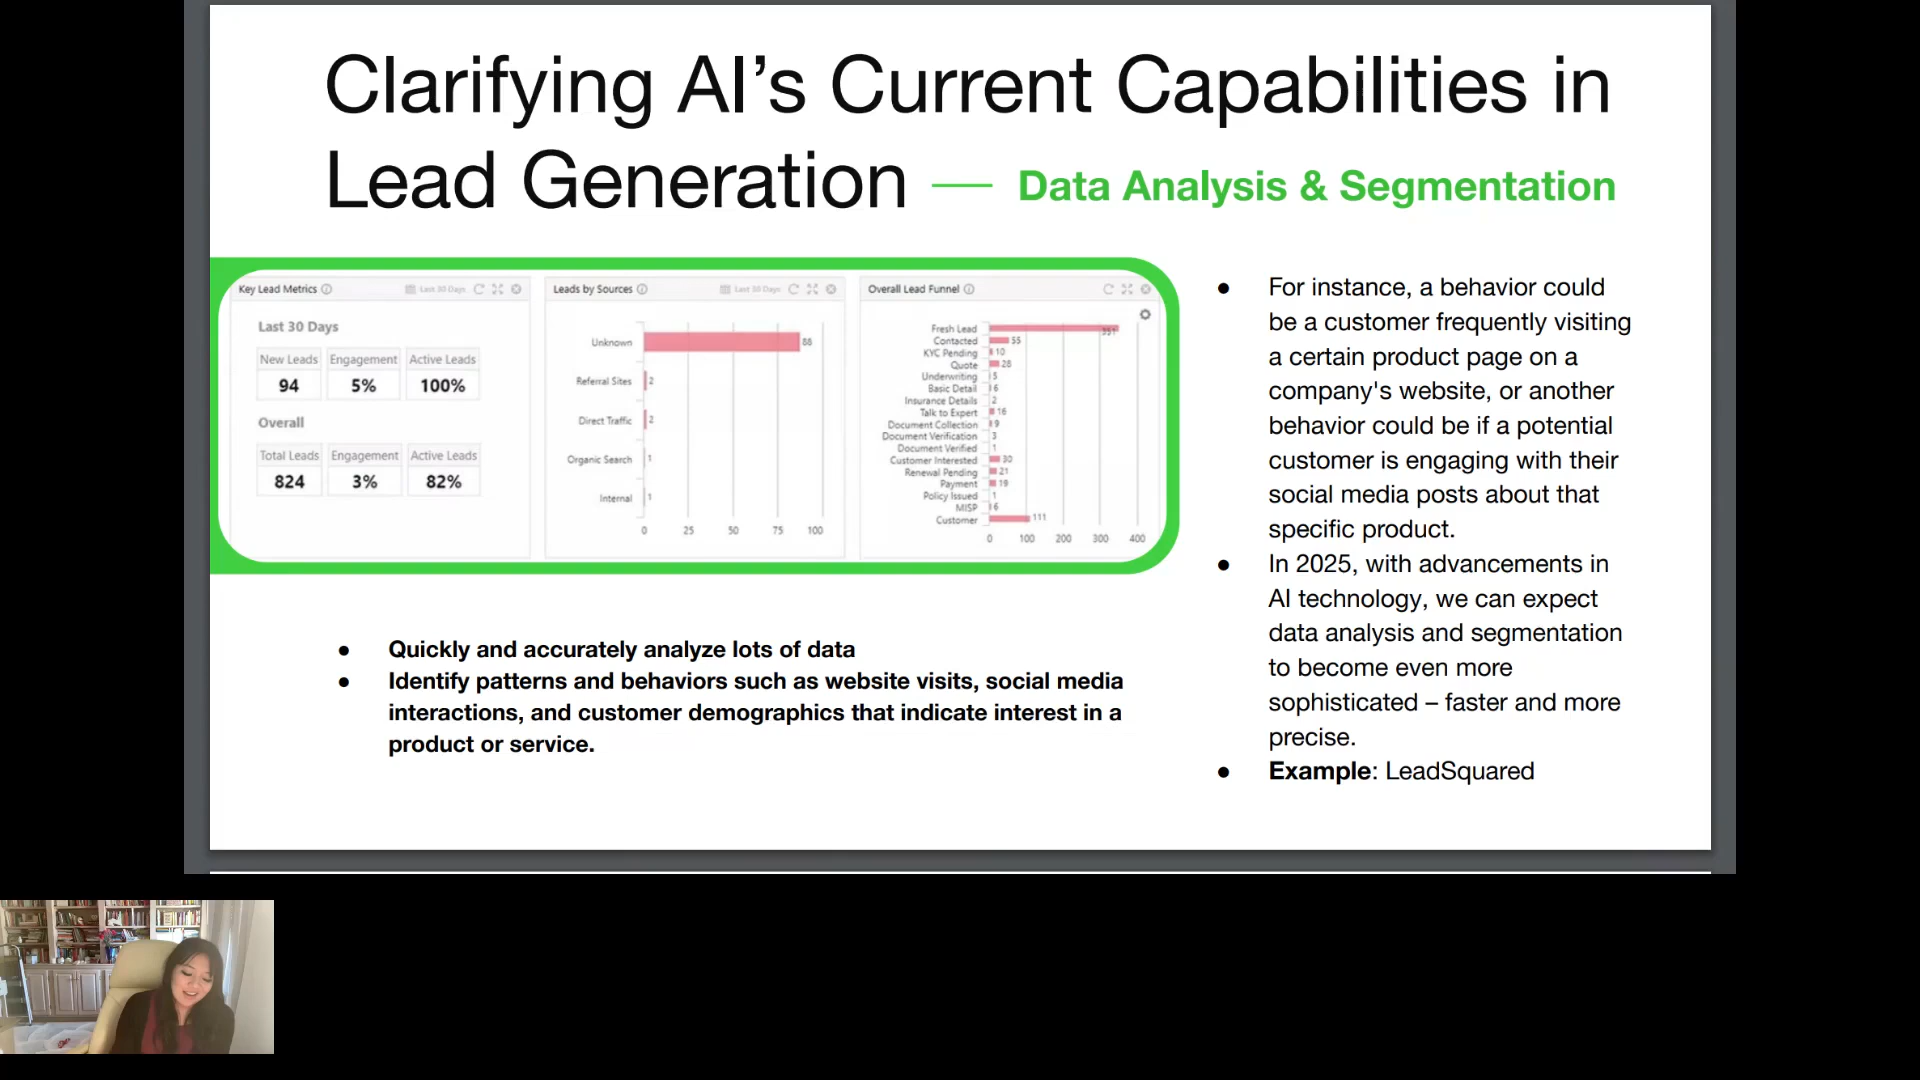 Clarifying AI’s Current Capabilities in
Lead Generation — Data Analysis & Segmentation
Key Lead Metrics
Last 30 Days
Last 30 Days
New Leads Engagement Active Leads
94 5% 100%
Overall
Total Leads Engagement Active Leads
824 3% 82%
Leads by Sources
Last 30 Days
Unknown 88
Referral Sites 2
Direct Traffic 2
Organic Search 1
Internal 1
0 25 50 75 100
Overall Lead Funnel
Fresh Lead 351
Contacted 55
KYC Pending 10
Quote 28
Underwriting 5
Basic Detail 6
Insurance Details 2
Talk to Expert 16
Document Collection 9
Document Verification 3
Document Verified 1
Customer Interested 30
Renewal Pending 21
Payment 19
Policy Issued 1
MISP 6
Customer 111
0 100 200 300 400
● Quickly and accurately analyze lots of data
● Identify patterns and behaviors such as website visits, social media
interactions, and customer demographics that indicate interest in a
product or service.
● For instance, a behavior could
be a customer frequently visiting
a certain product page on a
company's website, or another
behavior could be if a potential
customer is engaging with their
social media posts about that
specific product.
● In 2025, with advancements in
AI technology, we can expect
data analysis and segmentation
to become even more
sophisticated – faster and more
precise.
● Example: LeadSquared